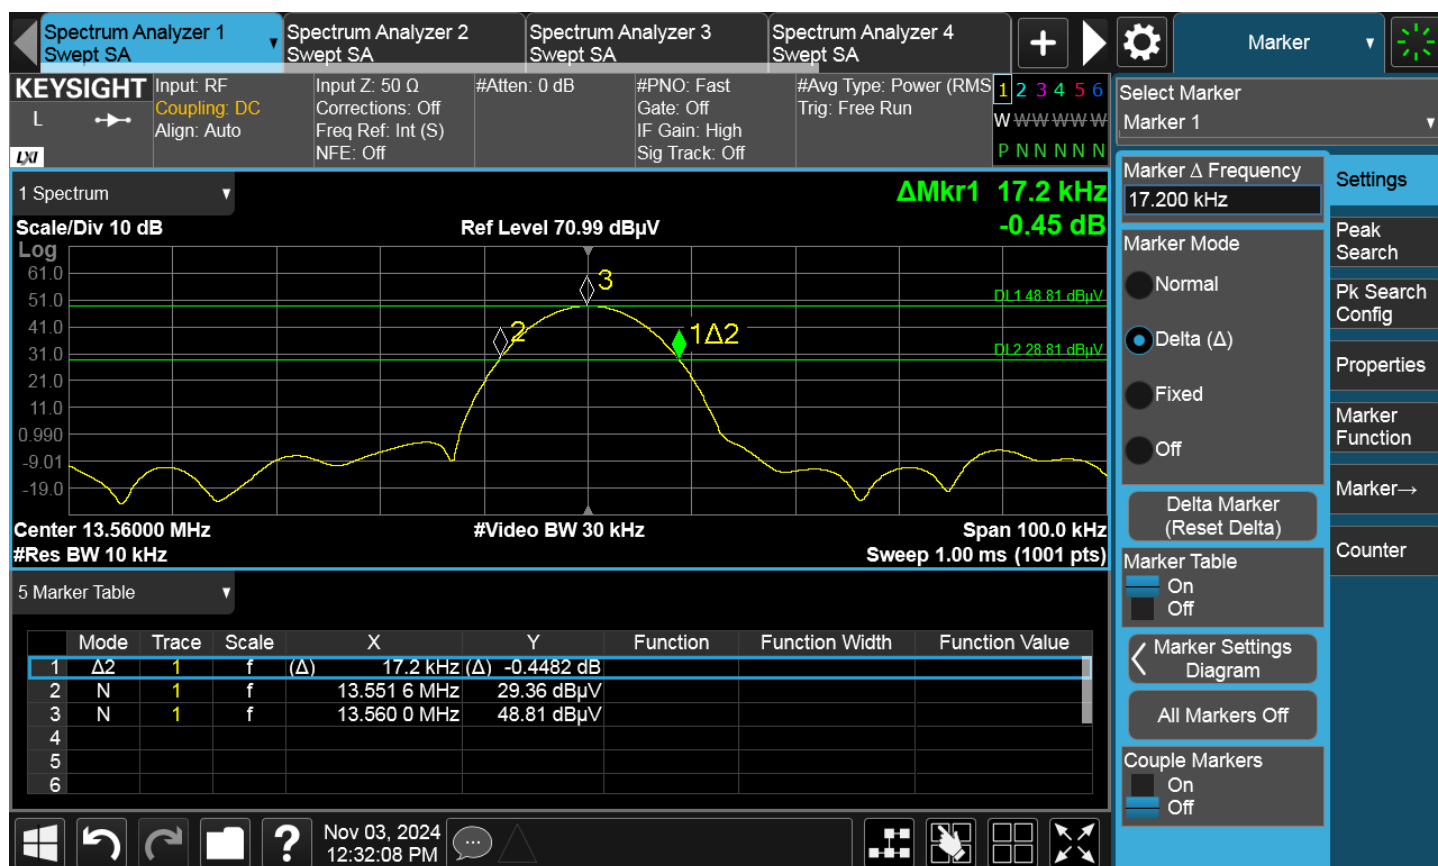 Spectrum Analyzer 1
Swept SA
Spectrum Analyzer 2
Swept SA
Spectrum Analyzer 3
Swept SA
Spectrum Analyzer 4
Swept SA
+
Marker
KEYSIGHT
L
LXI
Input: RF
Coupling: DC
Align: Auto
Input Z: 50 Ω
Corrections: Off
Freq Ref: Int (S)
NFE: Off
#Atten: 0 dB
#PNO: Fast
Gate: Off
IF Gain: High
Sig Track: Off
#Avg Type: Power (RMS
Trig: Free Run
1 2 3 4 5 6
W W W W W W
P N N N N N
1 Spectrum
Scale/Div 10 dB
Ref Level 70.99 dBµV
ΔMkr1 17.2 kHz
-0.45 dB
Log
61.0
51.0
41.0
31.0
21.0
11.0
0.990
-9.01
-19.0
3
2
1Δ2
DL1 48.81 dBµV
DL2 28.81 dBµV
Center 13.56000 MHz
#Video BW 30 kHz
Span 100.0 kHz
#Res BW 10 kHz
Sweep 1.00 ms (1001 pts)
5 Marker Table
Mode Trace Scale X Y Function Function Width Function Value
1 Δ2 1 f (Δ) 17.2 kHz (Δ) -0.4482 dB
2 N 1 f 13.551 6 MHz 29.36 dBµV
3 N 1 f 13.560 0 MHz 48.81 dBµV
4
5
6
?
Nov 03, 2024
12:32:08 PM
Select Marker
Marker 1
Marker Δ Frequency
17.200 kHz
Marker Mode
Normal
Delta (Δ)
Fixed
Off
Delta Marker
(Reset Delta)
Marker Table
On
Off
Marker Settings
Diagram
All Markers Off
Couple Markers
On
Off
Settings
Peak
Search
Pk Search
Config
Properties
Marker
Function
Marker→
Counter